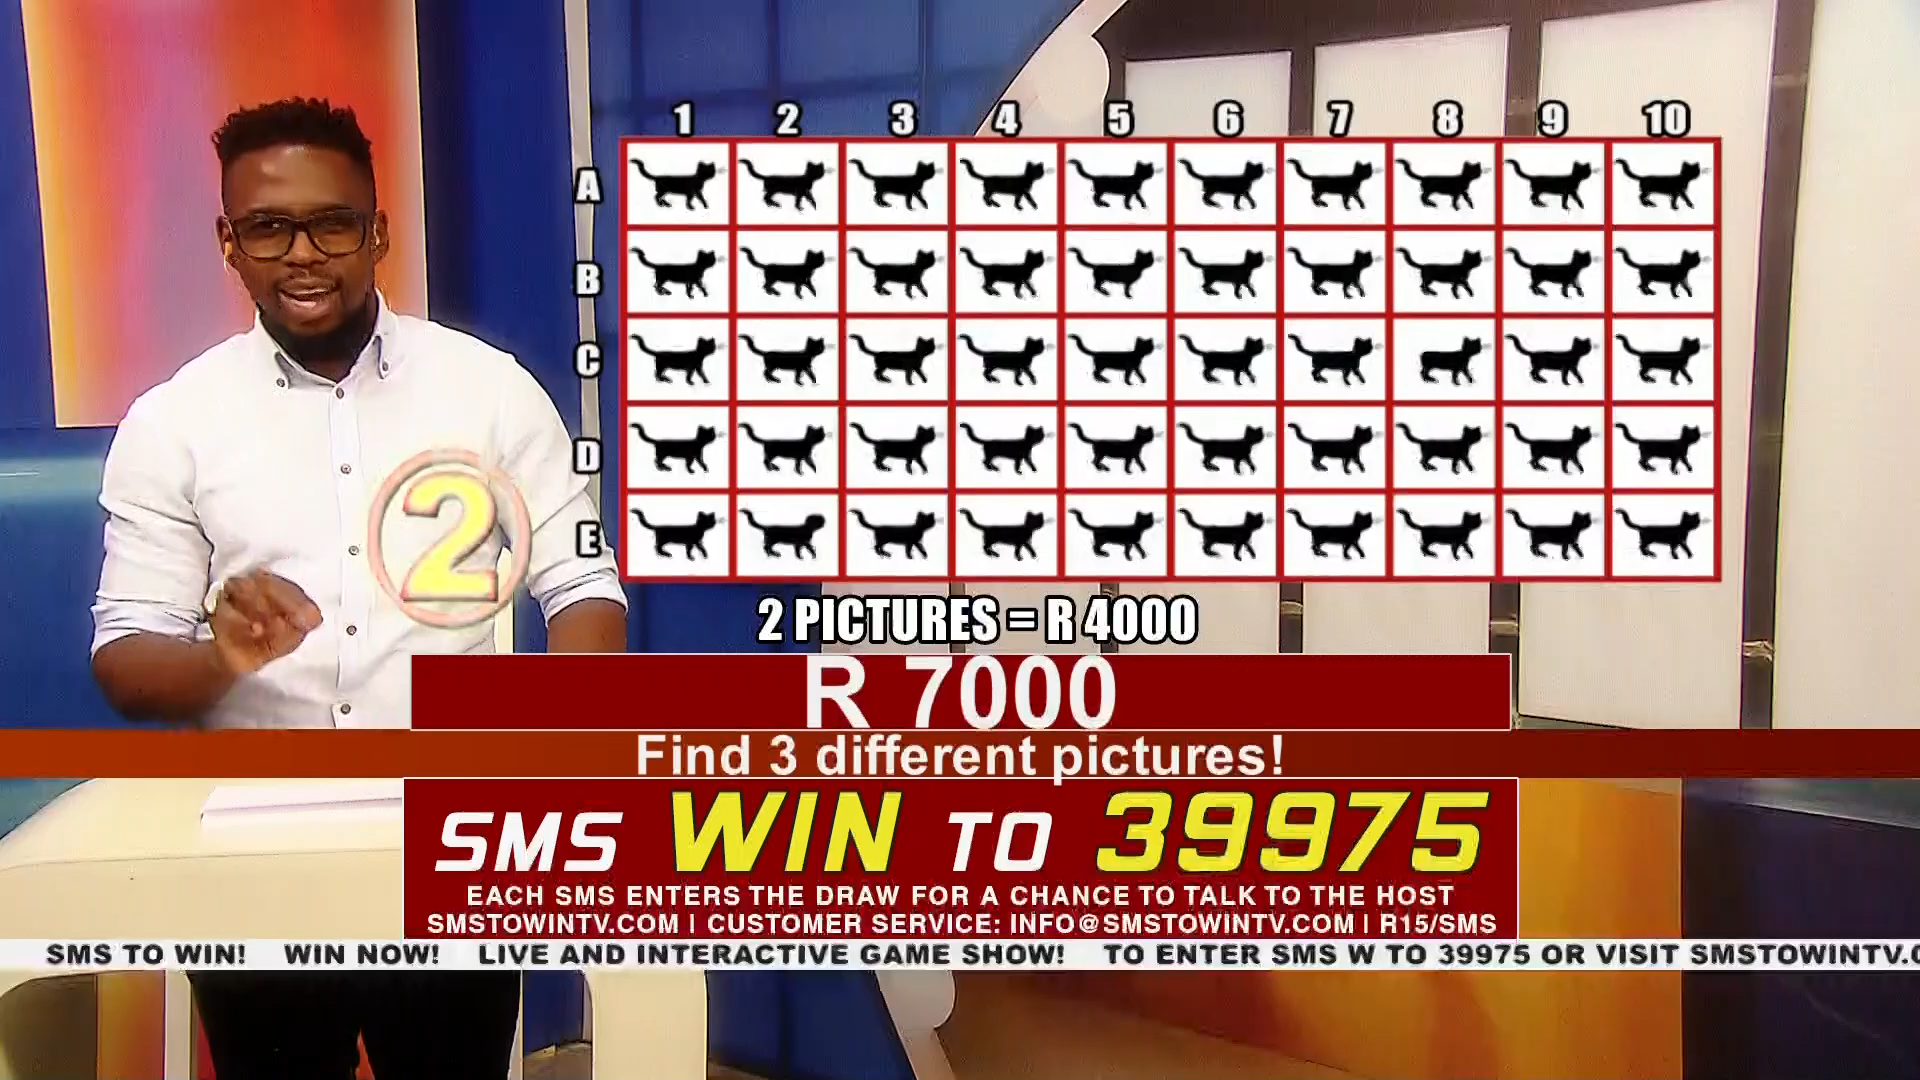 1 2 3 4 5 6 7 8 9 10
A
B
C
D
E
2
2 PICTURES = R 4000
R 7000
Find 3 different pictures!
SMS WIN TO 39975
EACH SMS ENTERS THE DRAW FOR A CHANCE TO TALK TO THE HOST
SMSTOWINTV.COM | CUSTOMER SERVICE: INFO@SMSTOWINTV.COM | R15/SMS
SMS TO WIN! WIN NOW! LIVE AND INTERACTIVE GAME SHOW! TO ENTER SMS W TO 39975 OR VISIT SMSTOWINTV.C